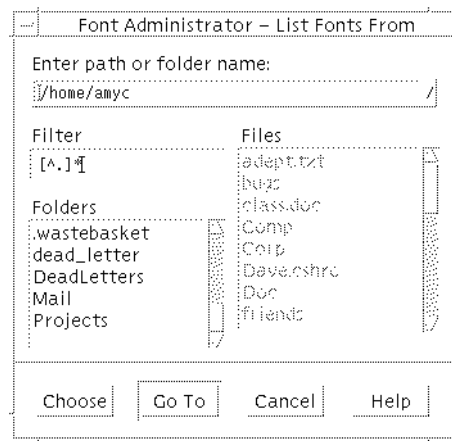 Font Administrator – List Fonts From
Enter path or folder name:
/home/amyc /
Filter
[^.]*
Folders
.wastebasket
dead_letter
DeadLetters
Mail
Projects
Files
adept.txt
bugs
class.doc
Comp
Corp
Dave.cshrc
Doc
friends
Choose
Go To
Cancel
Help